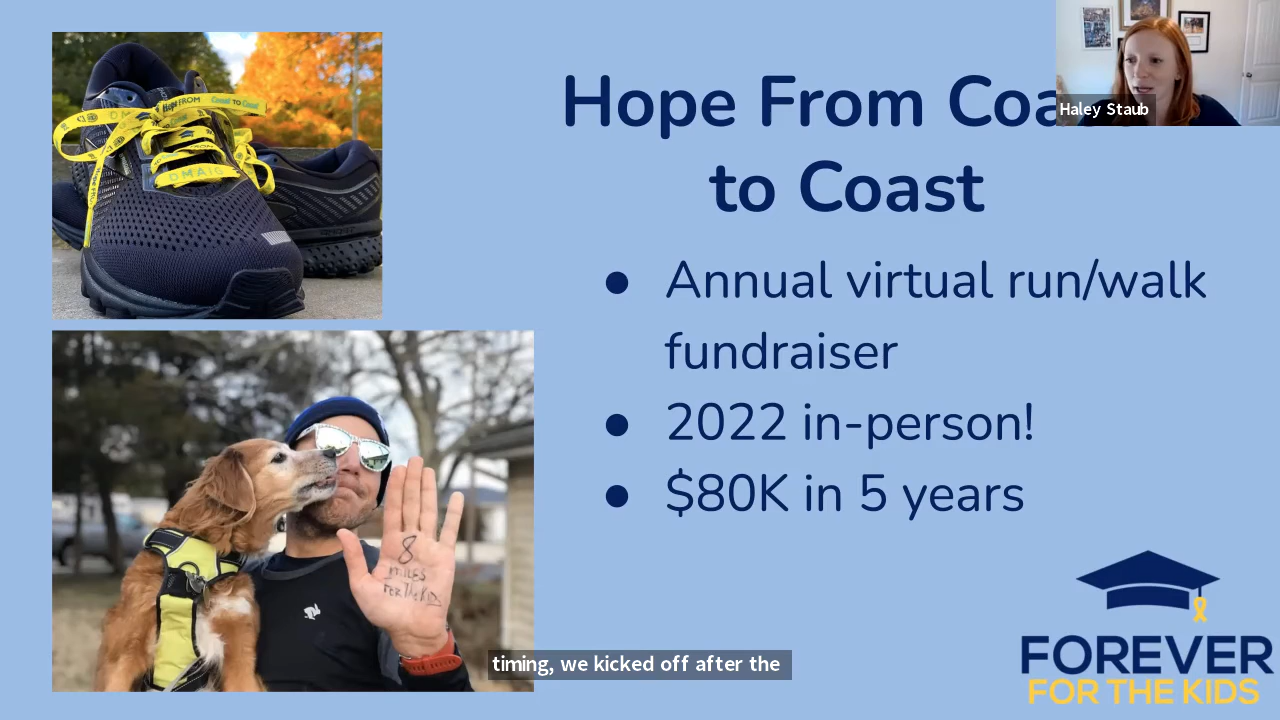 Hope From Coa
to Coast
Haley Staub
Annual virtual run/walk
fundraiser
2022 in-person!
$80K in 5 years
Hope FROM Coast TO Coast
OMAIG
8
MILES
FOR THE KIDS
timing, we kicked off after the
FOREVER
FOR THE KIDS